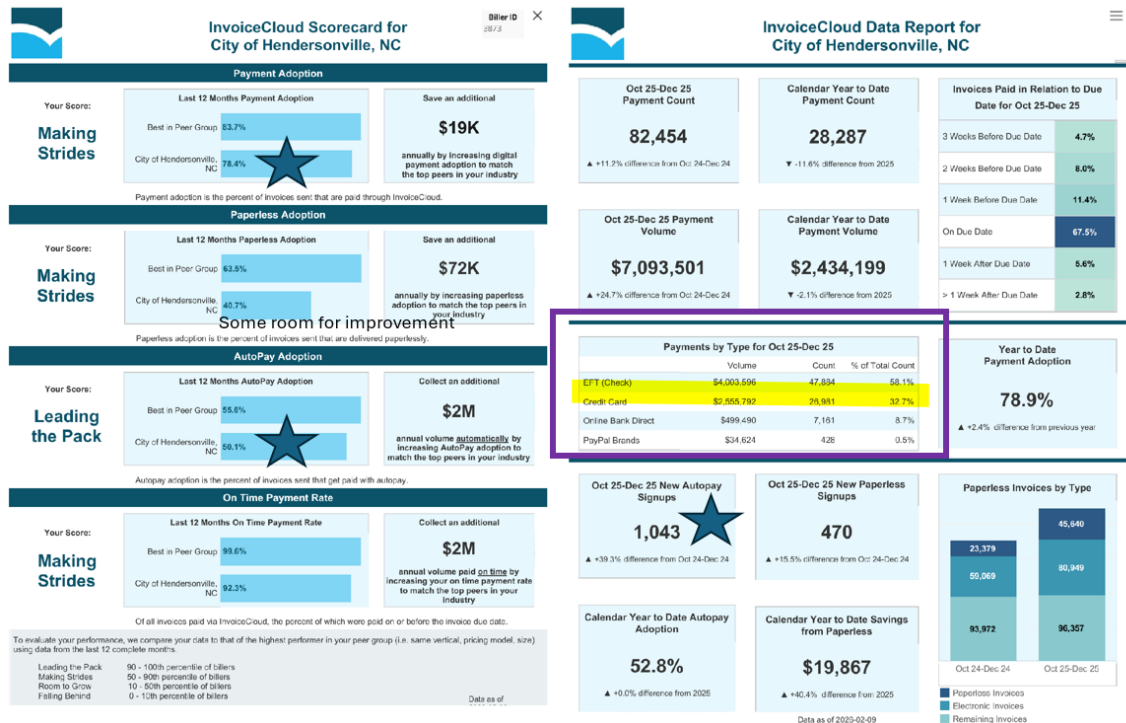 InvoiceCloud Scorecard for
City of Hendersonville, NC
Biller ID
3873
Payment Adoption
Your Score:
Making
Strides
Last 12 Months Payment Adoption
Best in Peer Group 83.7%
City of Hendersonville,
NC 78.4%
Save an additional
$19K
annually by increasing digital
payment adoption to match
the top peers in your industry
Payment adoption is the percent of invoices sent that are paid through InvoiceCloud.
Paperless Adoption
Your Score:
Making
Strides
Last 12 Months Paperless Adoption
Best in Peer Group 63.5%
City of Hendersonville,
NC 40.7%
Save an additional
$72K
annually by increasing paperless
adoption to match the top peers in
your industry
Some room for improvement
Paperless adoption is the percent of invoices sent that are delivered paperlessly.
AutoPay Adoption
Your Score:
Leading
the Pack
Last 12 Months AutoPay Adoption
Best in Peer Group 55.6%
City of Hendersonville,
NC 50.1%
Collect an additional
$2M
annual volume automatically by
increasing AutoPay adoption to
match the top peers in your industry
Autopay adoption is the percent of invoices sent that get paid with autopay.
On Time Payment Rate
Your Score:
Making
Strides
Last 12 Months On Time Payment Rate
Best in Peer Group 99.6%
City of Hendersonville,
NC 92.3%
Collect an additional
$2M
annual volume paid on time by
increasing your on time payment rate
to match the top peers in your
industry
Of all invoices paid via InvoiceCloud, the percent of which were paid on or before the invoice due date.
To evaluate your performance, we compare your data to that of the highest performer in your peer group (i.e. same vertical, pricing model, size)
using data from the last 12 complete months.
Leading the Pack 90 - 100th percentile of billers
Making Strides 50 - 90th percentile of billers
Room to Grow 10 - 50th percentile of billers
Falling Behind 0 - 10th percentile of billers
Data as of
InvoiceCloud Data Report for
City of Hendersonville, NC
Oct 25-Dec 25
Payment Count
82,454
▲ +11.2% difference from Oct 24-Dec 24
Calendar Year to Date
Payment Count
28,287
▼ -11.6% difference from 2025
Invoices Paid in Relation to Due
Date for Oct 25-Dec 25
3 Weeks Before Due Date 4.7%
2 Weeks Before Due Date 8.0%
1 Week Before Due Date 11.4%
On Due Date 67.5%
1 Week After Due Date 5.6%
> 1 Week After Due Date 2.8%
Oct 25-Dec 25 Payment
Volume
$7,093,501
▲ +24.7% difference from Oct 24-Dec 24
Calendar Year to Date
Payment Volume
$2,434,199
▼ -2.1% difference from 2025
Payments by Type for Oct 25-Dec 25
Volume Count % of Total Count
EFT (Check) $4,003,596 47,884 58.1%
Credit Card $2,555,792 26,981 32.7%
Online Bank Direct $499,490 7,161 8.7%
PayPal Brands $34,624 428 0.5%
Year to Date
Payment Adoption
78.9%
▲ +2.4% difference from previous year
Oct 25-Dec 25 New Autopay
Signups
1,043
▲ +39.3% difference from Oct 24-Dec 24
Oct 25-Dec 25 New Paperless
Signups
470
▲ +15.5% difference from Oct 24-Dec 24
Calendar Year to Date Autopay
Adoption
52.8%
▲ +0.0% difference from 2025
Calendar Year to Date Savings
from Paperless
$19,867
▲ +40.4% difference from 2025
Paperless Invoices by Type
23,379
59,069
93,972
45,640
80,949
96,357
Oct 24-Dec 24
Oct 25-Dec 25
Paperless Invoices
Electronic Invoices
Remaining Invoices
Data as of 2026-02-09